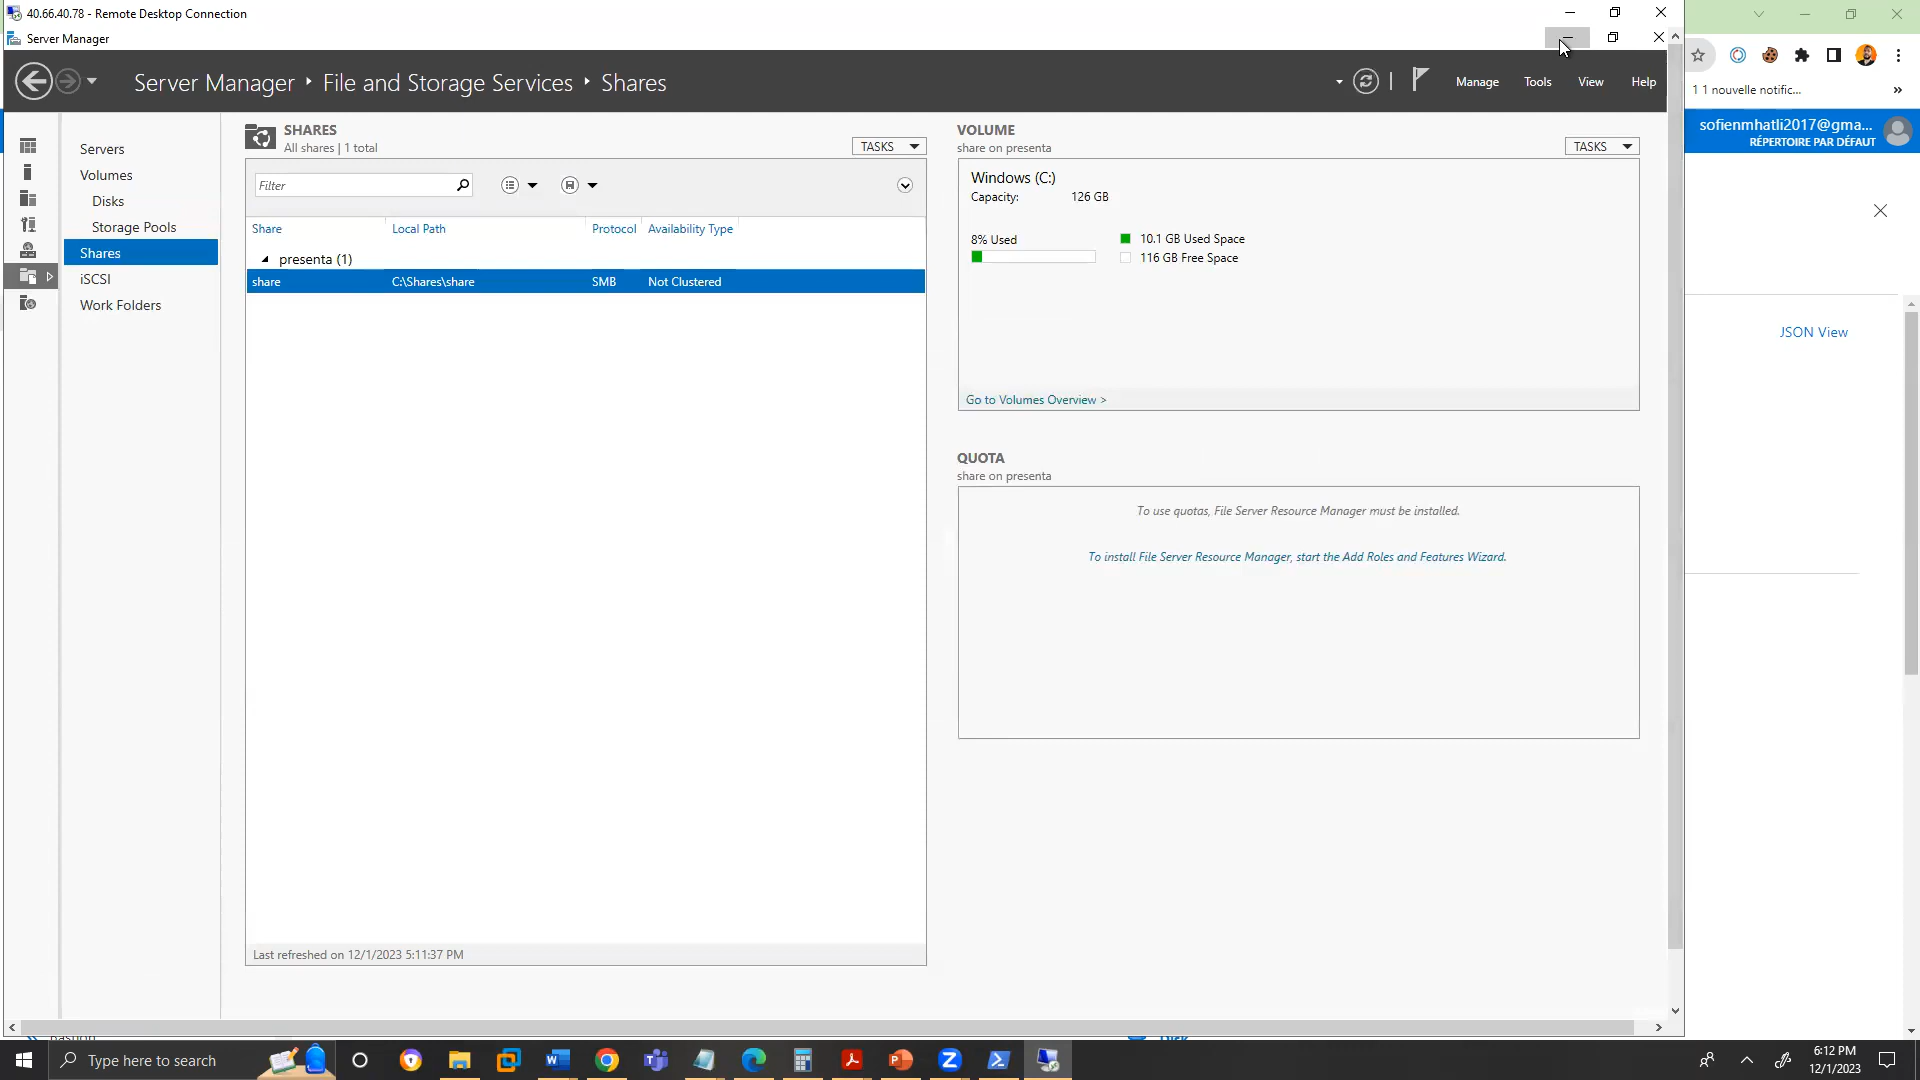 40.66.40.78 - Remote Desktop Connection
Server Manager
Server Manager ‣ File and Storage Services ‣ Shares
Manage
Tools
View
Help
1 1 nouvelle notific...
»
sofienmhatli2017@gma...
RÉPERTOIRE PAR DÉFAUT
Servers
Volumes
Disks
Storage Pools
Shares
iSCSI
Work Folders
SHARES
All shares | 1 total
TASKS
Filter
Share Local Path Protocol Availability Type
presenta (1)
share C:\Shares\share SMB Not Clustered
Last refreshed on 12/1/2023 5:11:37 PM
VOLUME
share on presenta
TASKS
Windows (C:)
Capacity: 126 GB
8% Used
10.1 GB Used Space
116 GB Free Space
Go to Volumes Overview >
QUOTA
share on presenta
To use quotas, File Server Resource Manager must be installed.
To install File Server Resource Manager, start the Add Roles and Features Wizard.
JSON View
Type here to search
6:12 PM
12/1/2023